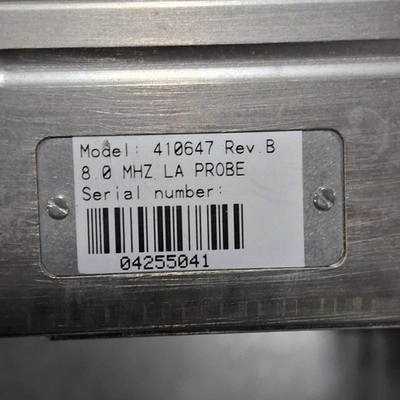 Model: 410647 Rev.B
8.0 MHZ LA PROBE
Serial number:
04255041